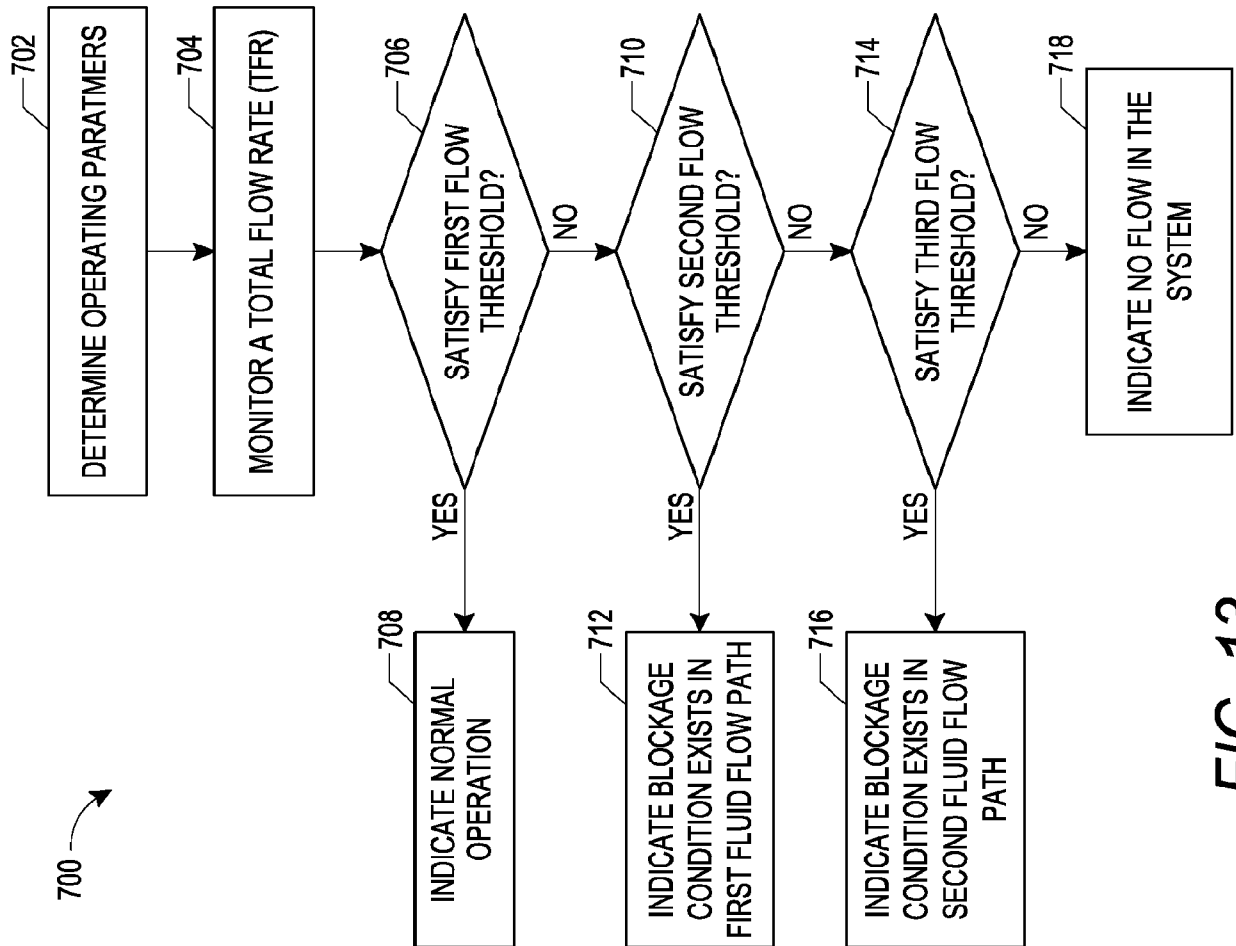 700
702
DETERMINE OPERATING PARATMERS
704
MONITOR A TOTAL FLOW RATE (TFR)
706
SATISFY FIRST FLOW
THRESHOLD?
YES
NO
708
INDICATE NORMAL
OPERATION
710
SATISFY SECOND FLOW
THRESHOLD?
YES
NO
712
INDICATE BLOCKAGE
CONDITION EXISTS IN
FIRST FLUID FLOW PATH
714
SATISFY THIRD FLOW
THRESHOLD?
YES
NO
716
INDICATE BLOCKAGE
CONDITION EXISTS IN
SECOND FLUID FLOW
PATH
718
INDICATE NO FLOW IN THE
SYSTEM